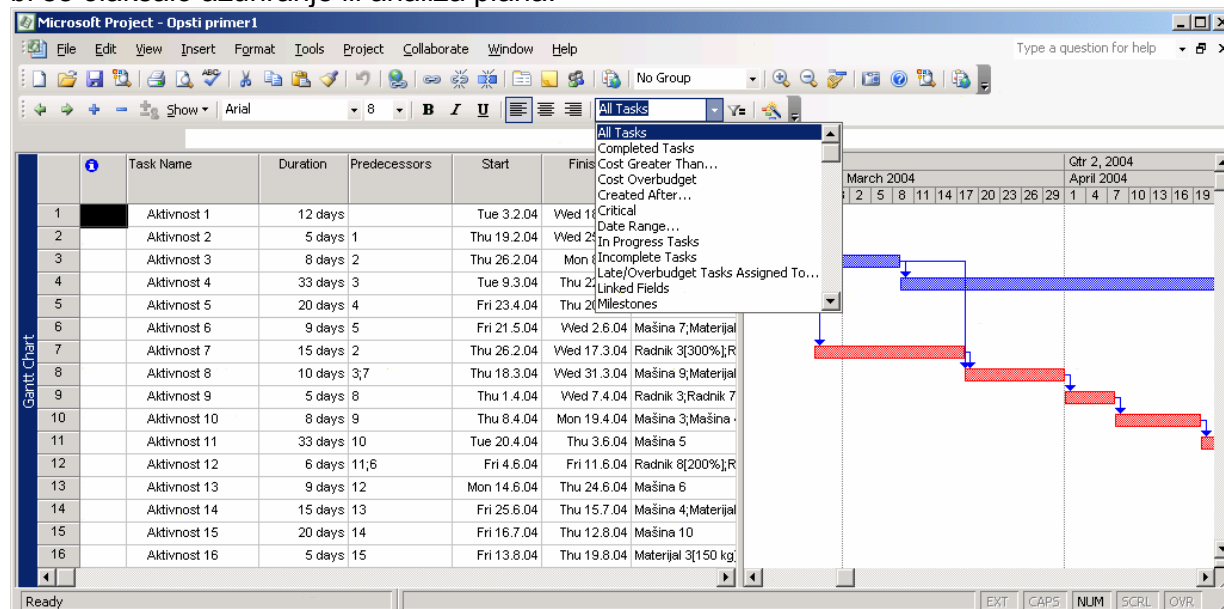 Microsoft Project - Opsti primer1
File Edit View Insert Format Tools Project Collaborate Window Help Type a question for help
No Group
Show Arial 8 B I U All Tasks
All Tasks
Completed Tasks
Cost Greater Than...
Cost Overbudget
Created After...
Critical
Date Range...
In Progress Tasks
Incomplete Tasks
Late/Overbudget Tasks Assigned To...
Linked Fields
Milestones
Task Name Duration Predecessors Start Finis Qtr 2, 2004
March 2004 April 2004
2 5 8 11 14 17 20 23 26 29 1 4 7 10 13 16 19
1 Aktivnost 1 12 days Tue 3.2.04 Wed 18
2 Aktivnost 2 5 days 1 Thu 19.2.04 Wed 25
3 Aktivnost 3 8 days 2 Thu 26.2.04 Mon
4 Aktivnost 4 33 days 3 Tue 9.3.04 Thu 22
5 Aktivnost 5 20 days 4 Fri 23.4.04 Thu 20
6 Aktivnost 6 9 days 5 Fri 21.5.04 Wed 2.6.04 Mašina 7;Materijal
7 Aktivnost 7 15 days 2 Thu 26.2.04 Wed 17.3.04 Radnik 3[300%];R
8 Aktivnost 8 10 days 3;7 Thu 18.3.04 Wed 31.3.04 Mašina 9;Materijal
9 Aktivnost 9 5 days 8 Thu 1.4.04 Wed 7.4.04 Radnik 3;Radnik 7
10 Aktivnost 10 8 days 9 Thu 8.4.04 Mon 19.4.04 Mašina 3;Mašina
11 Aktivnost 11 33 days 10 Tue 20.4.04 Thu 3.6.04 Mašina 5
12 Aktivnost 12 6 days 11;6 Fri 4.6.04 Fri 11.6.04 Radnik 8[200%];R
13 Aktivnost 13 9 days 12 Mon 14.6.04 Thu 24.6.04 Mašina 6
14 Aktivnost 14 15 days 13 Fri 25.6.04 Thu 15.7.04 Mašina 4;Materijal
15 Aktivnost 15 20 days 14 Fri 16.7.04 Thu 12.8.04 Mašina 10
16 Aktivnost 16 5 days 15 Fri 13.8.04 Thu 19.8.04 Materijal 3[150 kg]
Gantt Chart
Ready EXT CAPS NUM SCRL OVR